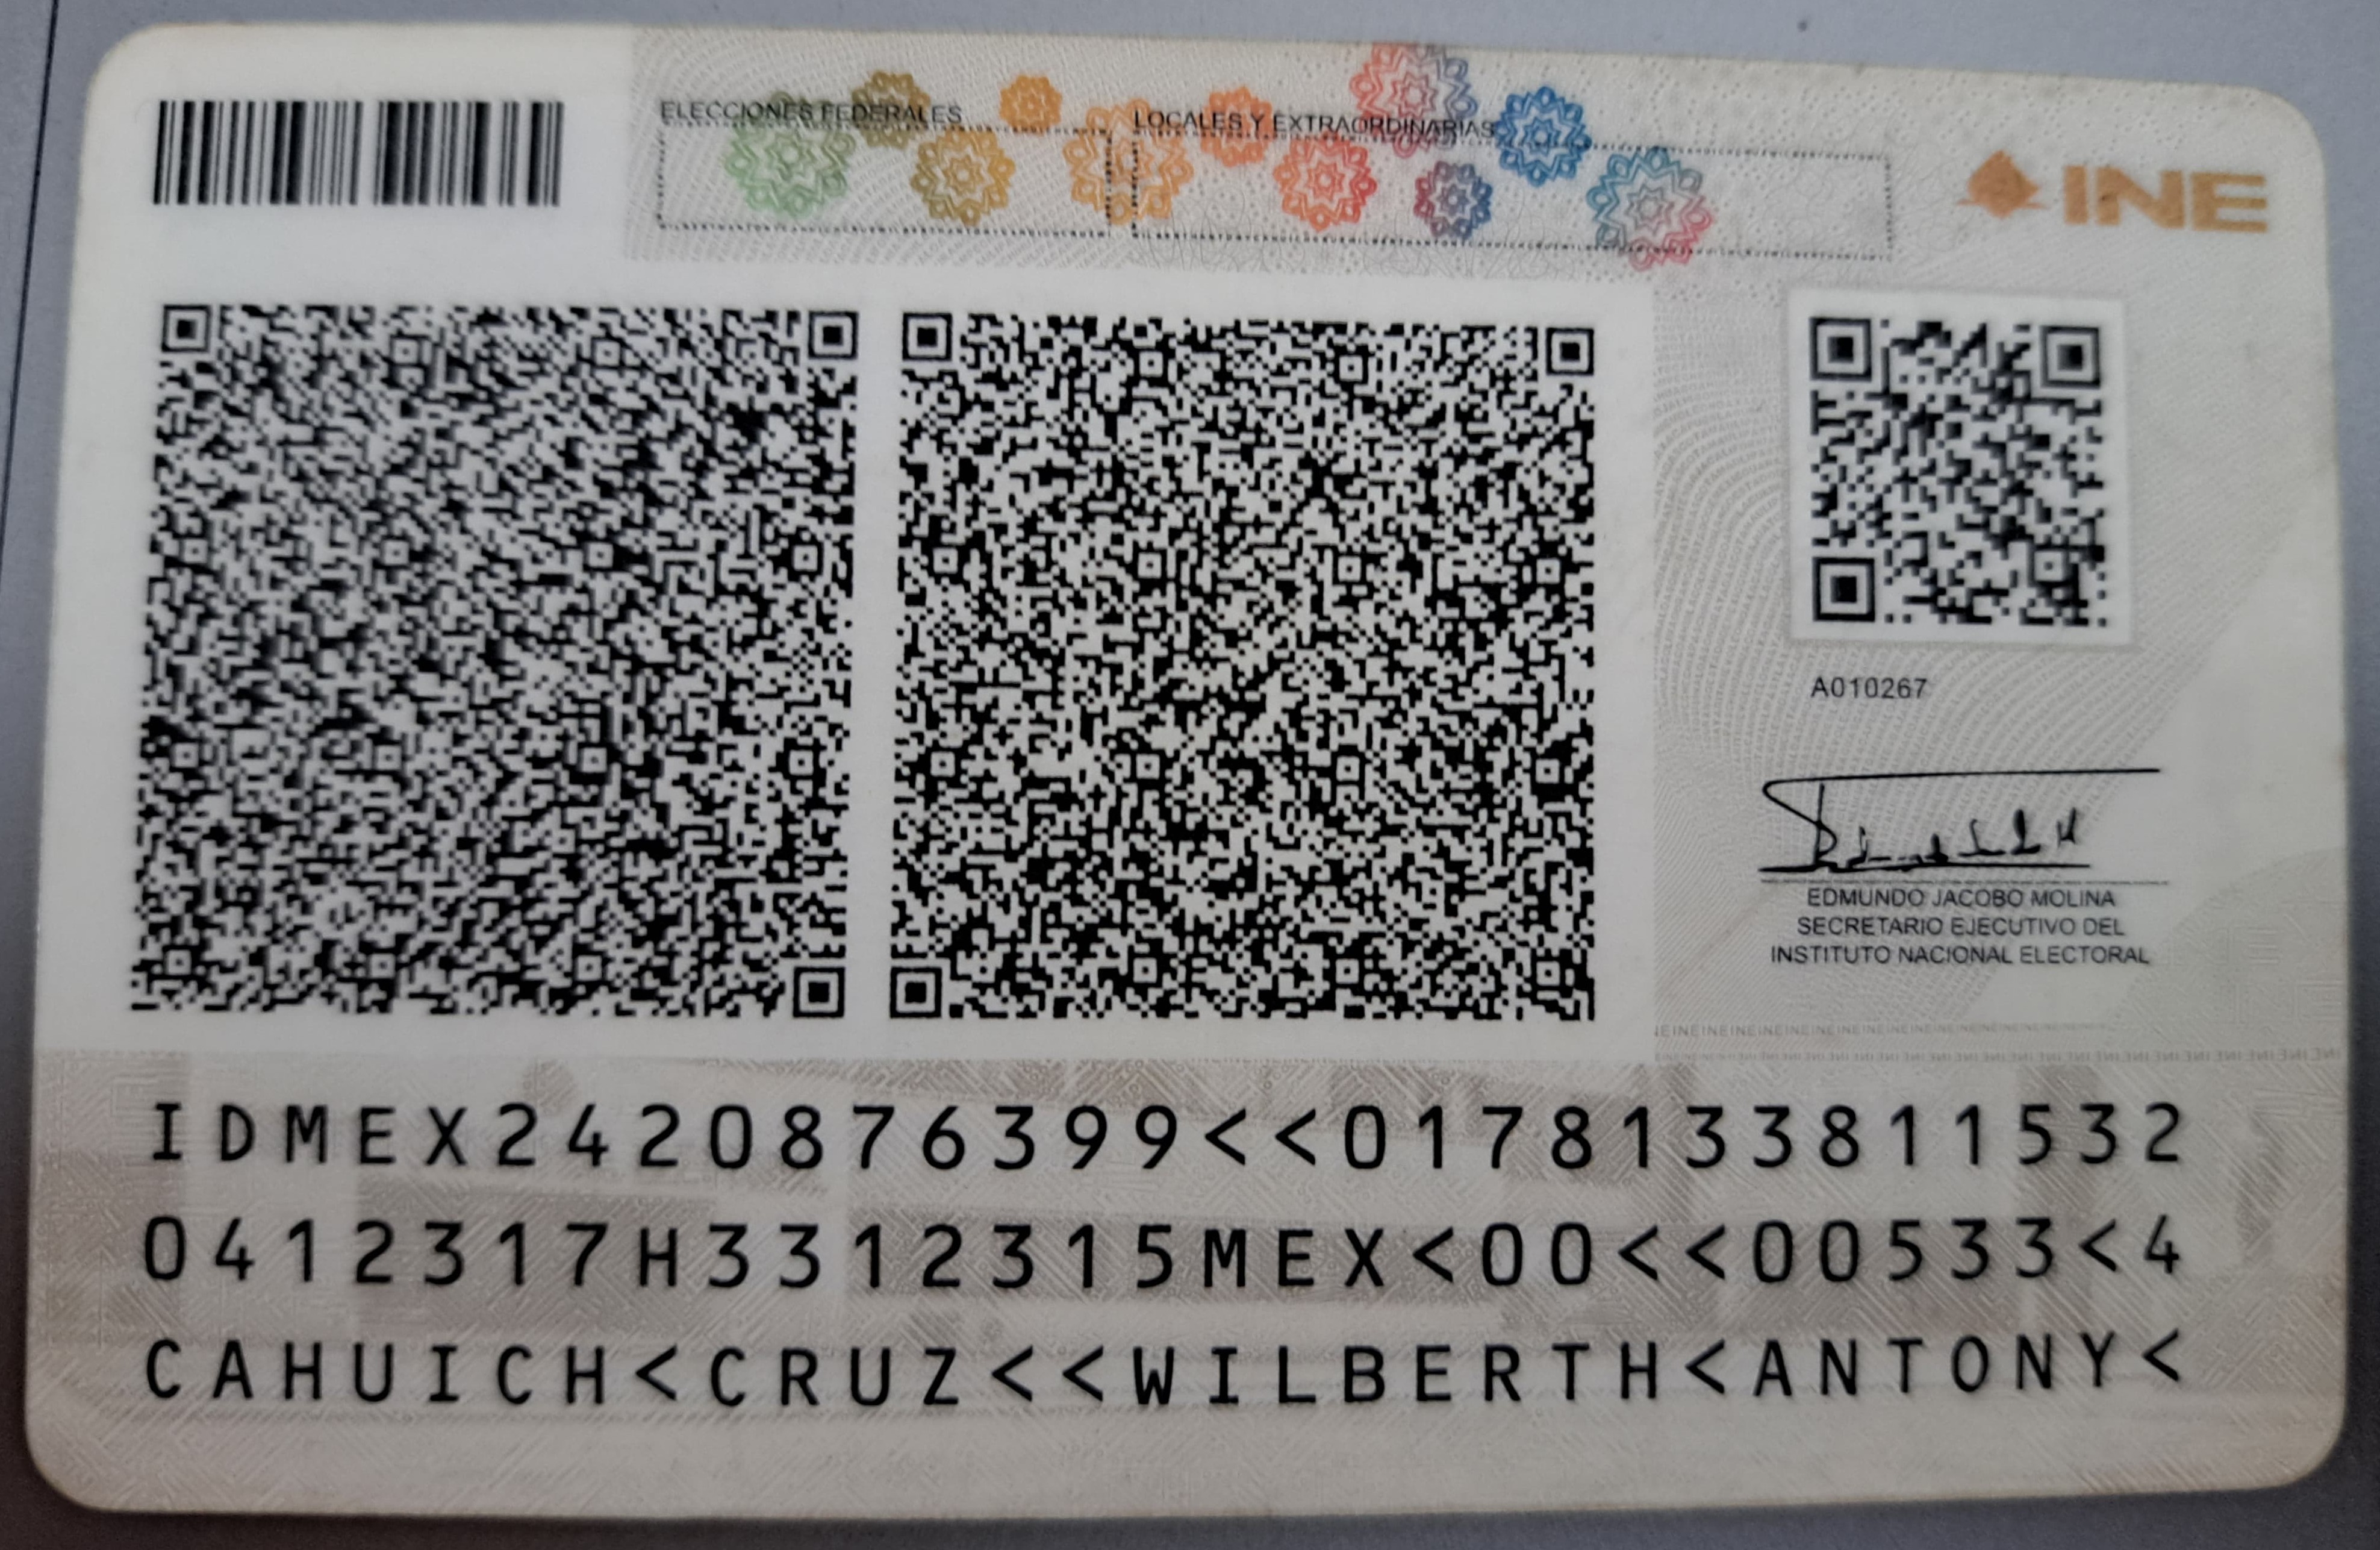 ELECCIONES FEDERALES
LOCALES Y EXTRAORDINARIAS
INE
A010267
EDMUNDO JACOBO MOLINA
SECRETARIO EJECUTIVO DEL
INSTITUTO NACIONAL ELECTORAL
IDMEX2420876399<<0178133811532
0412317H3312315MEX<00<<00533<4
CAHUICH<CRUZ<<WILBERTH<ANTONY<